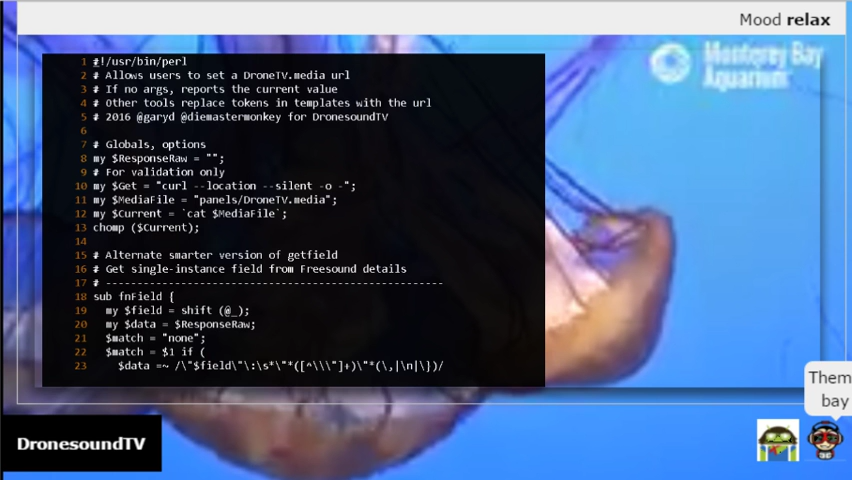 Mood relax
Monterey Bay
Aquarium
1 #!/usr/bin/perl
2 # Allows users to set a DroneTV.media url
3 # If no args, reports the current value
4 # Other tools replace tokens in templates with the url
5 # 2016 @garyd @diemastermonkey for DronesoundTV
6
7 # Globals, options
8 my $ResponseRaw = "";
9 # For validation only
10 my $Get = "curl --location --silent -o -";
11 my $MediaFile = "panels/DroneTV.media";
12 my $Current = `cat $MediaFile`;
13 chomp ($Current);
14
15 # Alternate smarter version of getfield
16 # Get single-instance field from Freesound details
17 # -----------------------------------------------------
18 sub fnField {
19 my $field = shift (@_);
20 my $data = $ResponseRaw;
21 $match = "none";
22 $match = $1 if (
23 $data =~ /\"$field\"\:\s*\"*([^\\\"]+)\"*(\,|\n|\})/
Them
bay
DronesoundTV